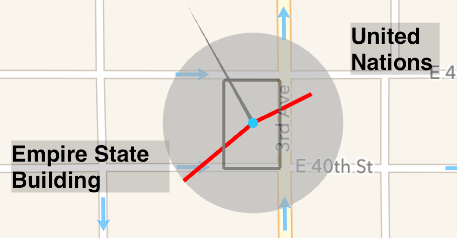 United
Nations
E 4
3rd Ave
Empire State
Building
E 40th St